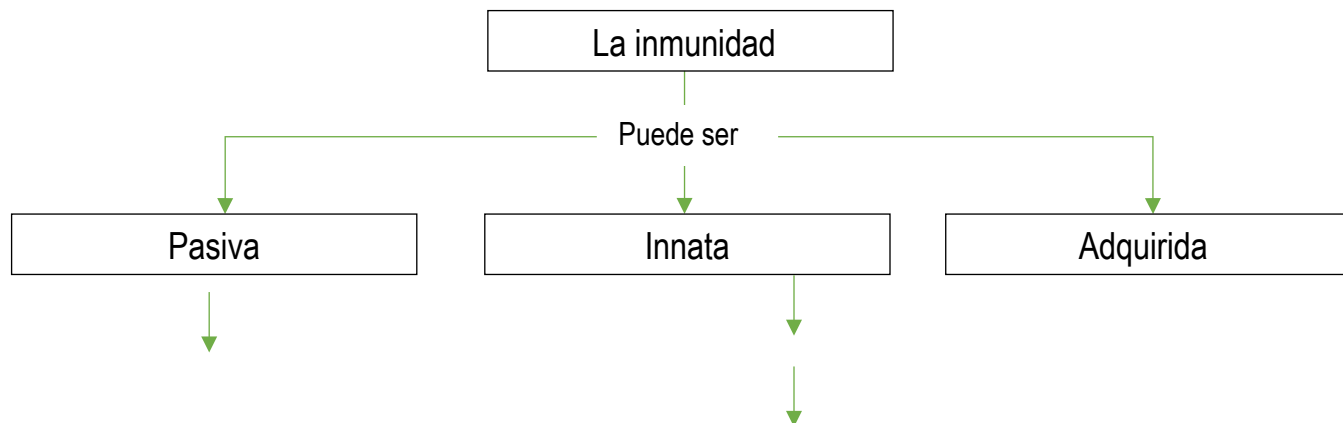 La inmunidad
Puede ser
Pasiva
Innata
Adquirida